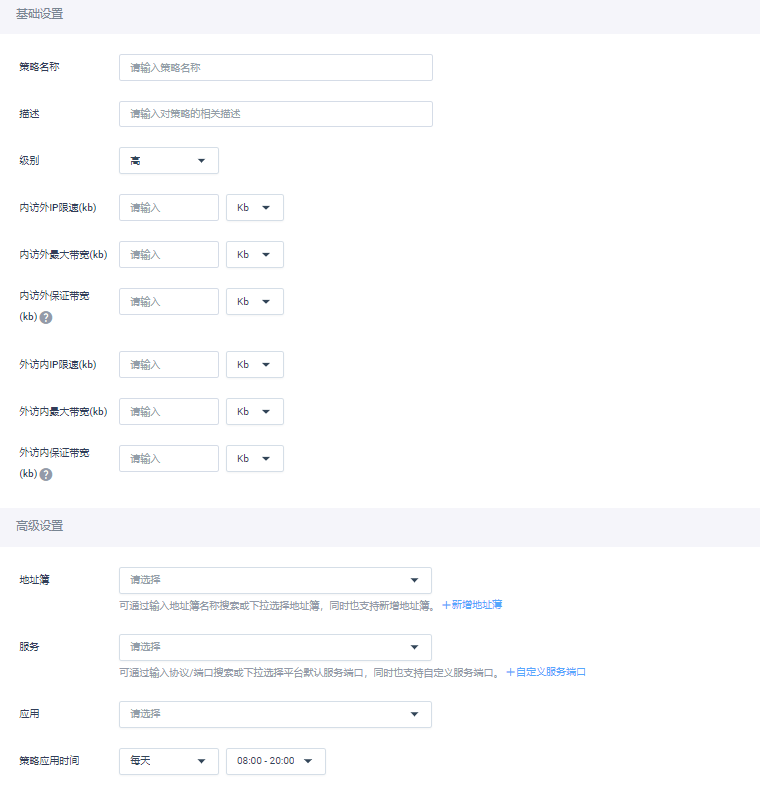 基础设置
策略名称 请输入策略名称
描述 请输入对策略的相关描述
级别 高
内访外IP限速(kb) 请输入 Kb
内访外最大带宽(kb) 请输入 Kb
内访外保证带宽 请输入 Kb
(kb) ?
外访内IP限速(kb) 请输入 Kb
外访内最大带宽(kb) 请输入 Kb
外访内保证带宽 请输入 Kb
(kb) ?
高级设置
地址簿 请选择
可通过输入地址簿名称搜索或下拉选择地址簿，同时也支持新增地址簿。 +新增地址簿
服务 请选择
可通过输入协议/端口搜索或下拉选择平台默认服务端口，同时也支持自定义服务端口。 +自定义服务端口
应用 请选择
策略应用时间 每天 08:00 - 20:00